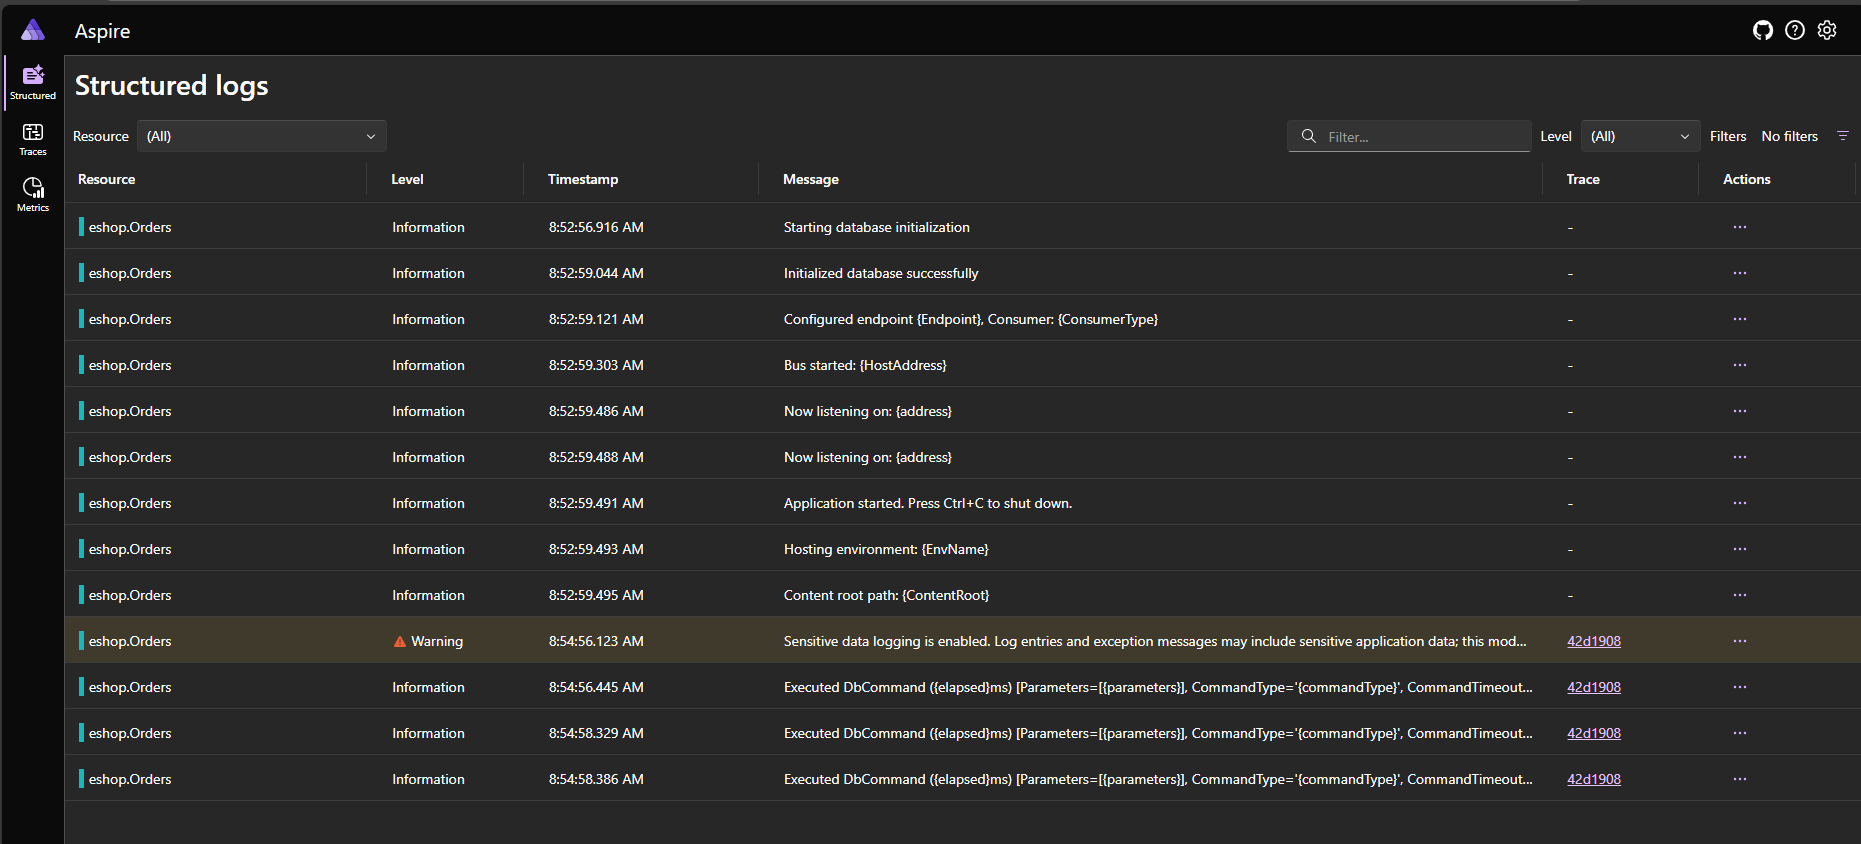 Aspire
Structured
Traces
Metrics
Structured logs
Resource (All) Filter... Level (All) Filters No filters
Resource Level Timestamp Message Trace Actions
eshop.Orders Information 8:52:56.916 AM Starting database initialization - ...
eshop.Orders Information 8:52:59.044 AM Initialized database successfully - ...
eshop.Orders Information 8:52:59.121 AM Configured endpoint {Endpoint}, Consumer: {ConsumerType} - ...
eshop.Orders Information 8:52:59.303 AM Bus started: {HostAddress} - ...
eshop.Orders Information 8:52:59.486 AM Now listening on: {address} - ...
eshop.Orders Information 8:52:59.488 AM Now listening on: {address} - ...
eshop.Orders Information 8:52:59.491 AM Application started. Press Ctrl+C to shut down. - ...
eshop.Orders Information 8:52:59.493 AM Hosting environment: {EnvName} - ...
eshop.Orders Information 8:52:59.495 AM Content root path: {ContentRoot} - ...
eshop.Orders Warning 8:54:56.123 AM Sensitive data logging is enabled. Log entries and exception messages may include sensitive application data; this mod... 42d1908 ...
eshop.Orders Information 8:54:56.445 AM Executed DbCommand ({elapsed}ms) [Parameters=[{parameters}], CommandType='{commandType}', CommandTimeout... 42d1908 ...
eshop.Orders Information 8:54:58.329 AM Executed DbCommand ({elapsed}ms) [Parameters=[{parameters}], CommandType='{commandType}', CommandTimeout... 42d1908 ...
eshop.Orders Information 8:54:58.386 AM Executed DbCommand ({elapsed}ms) [Parameters=[{parameters}], CommandType='{commandType}', CommandTimeout... 42d1908 ...